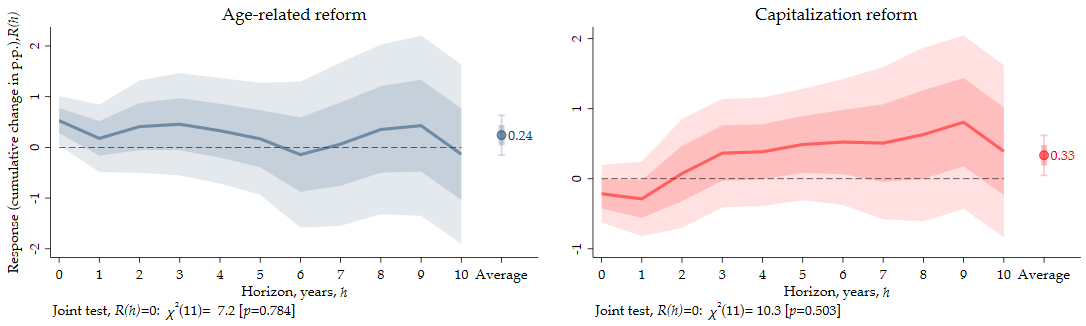 Age-related reform
Response (cumulative change in p.p.),R(h)
2
1
0
-1
-2
0.24
0 1 2 3 4 5 6 7 8 9 10 Average
Horizon, years, h
Joint test, R(h)=0: χ²(11)= 7.2 [p=0.784]
Capitalization reform
2
1
0
-1
0.33
0 1 2 3 4 5 6 7 8 9 10 Average
Horizon, years, h
Joint test, R(h)=0: χ²(11)= 10.3 [p=0.503]